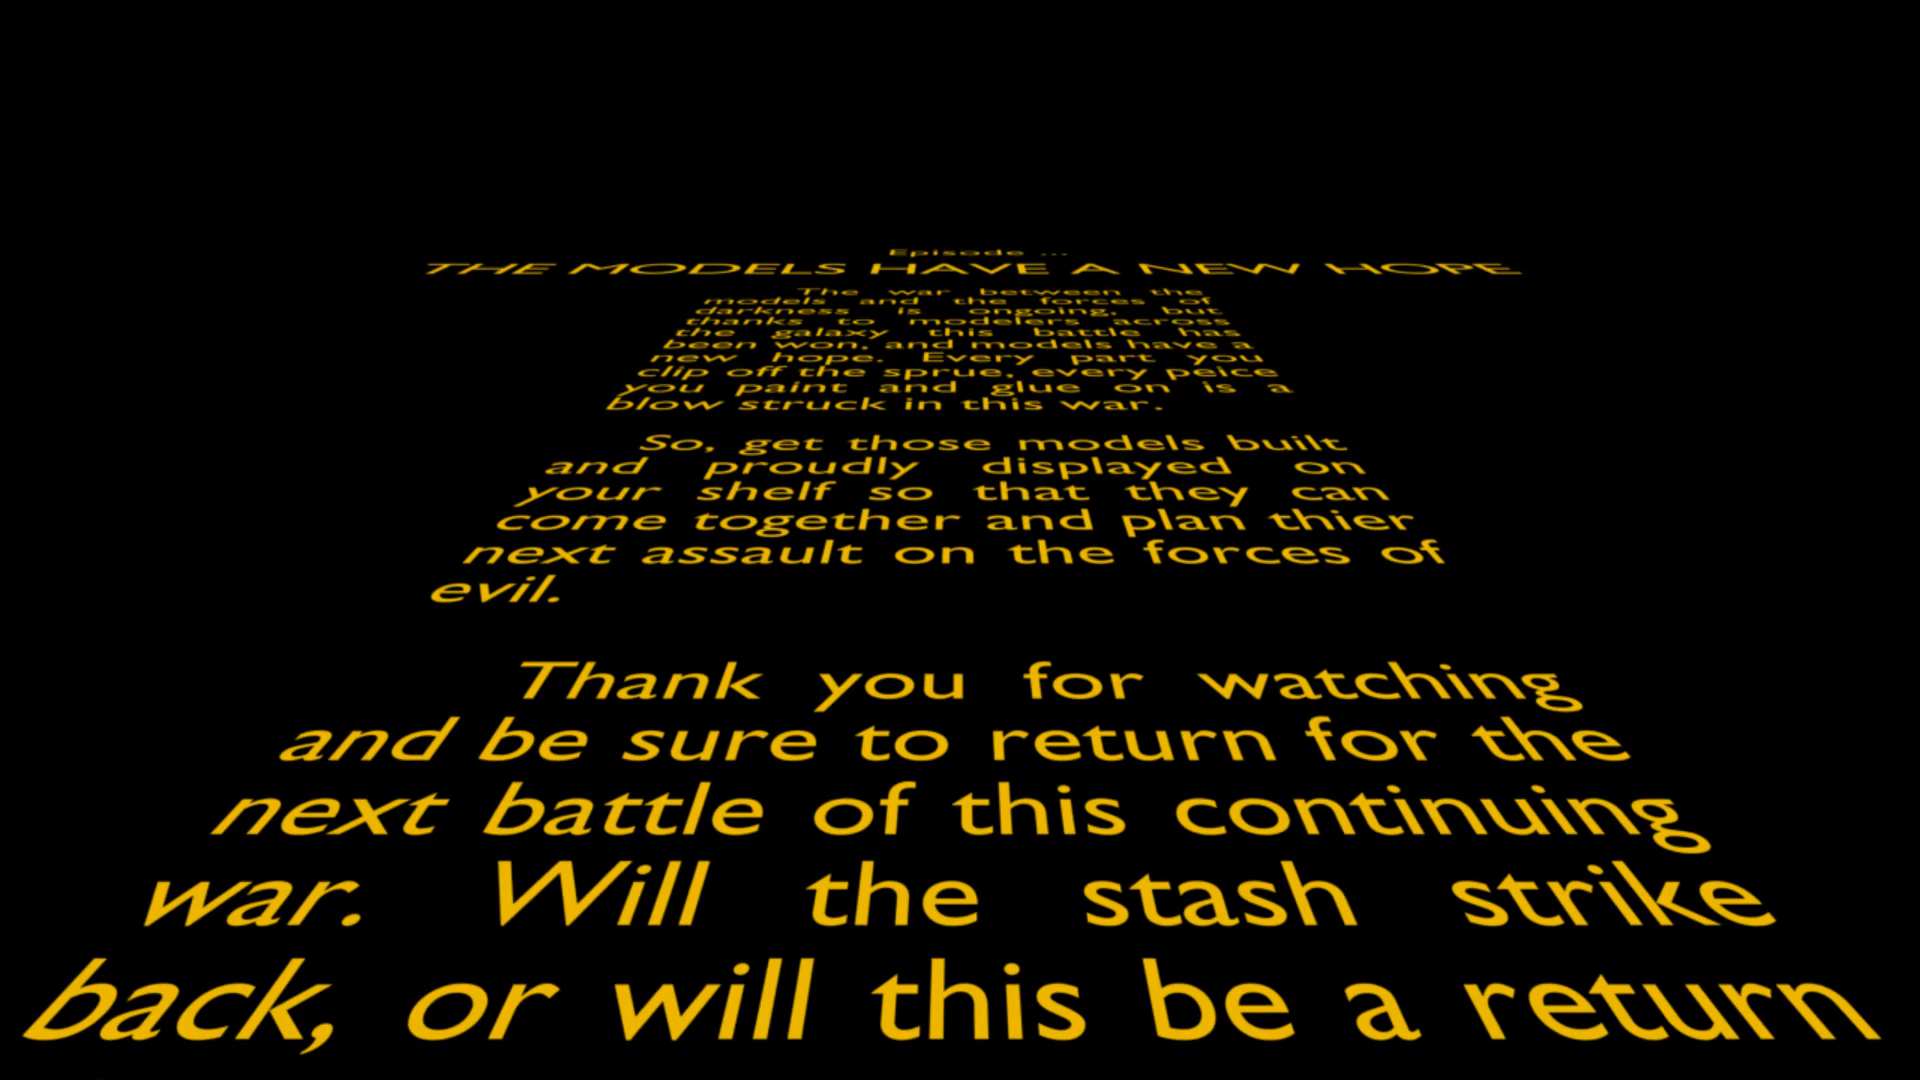 Episode ...
THE MODELS HAVE A NEW HOPE
The war between the
models and the forces of
darkness is ongoing, but
thanks to modelers across
the galaxy this battle has
been won, and models have a
new hope. Every part you
clip off the sprue, every peice
you paint and glue on is a
blow struck in this war.
So, get those models built
and proudly displayed on
your shelf so that they can
come together and plan thier
next assault on the forces of
evil.
Thank you for watching
and be sure to return for the
next battle of this continuing
war. Will the stash strike
back, or will this be a return